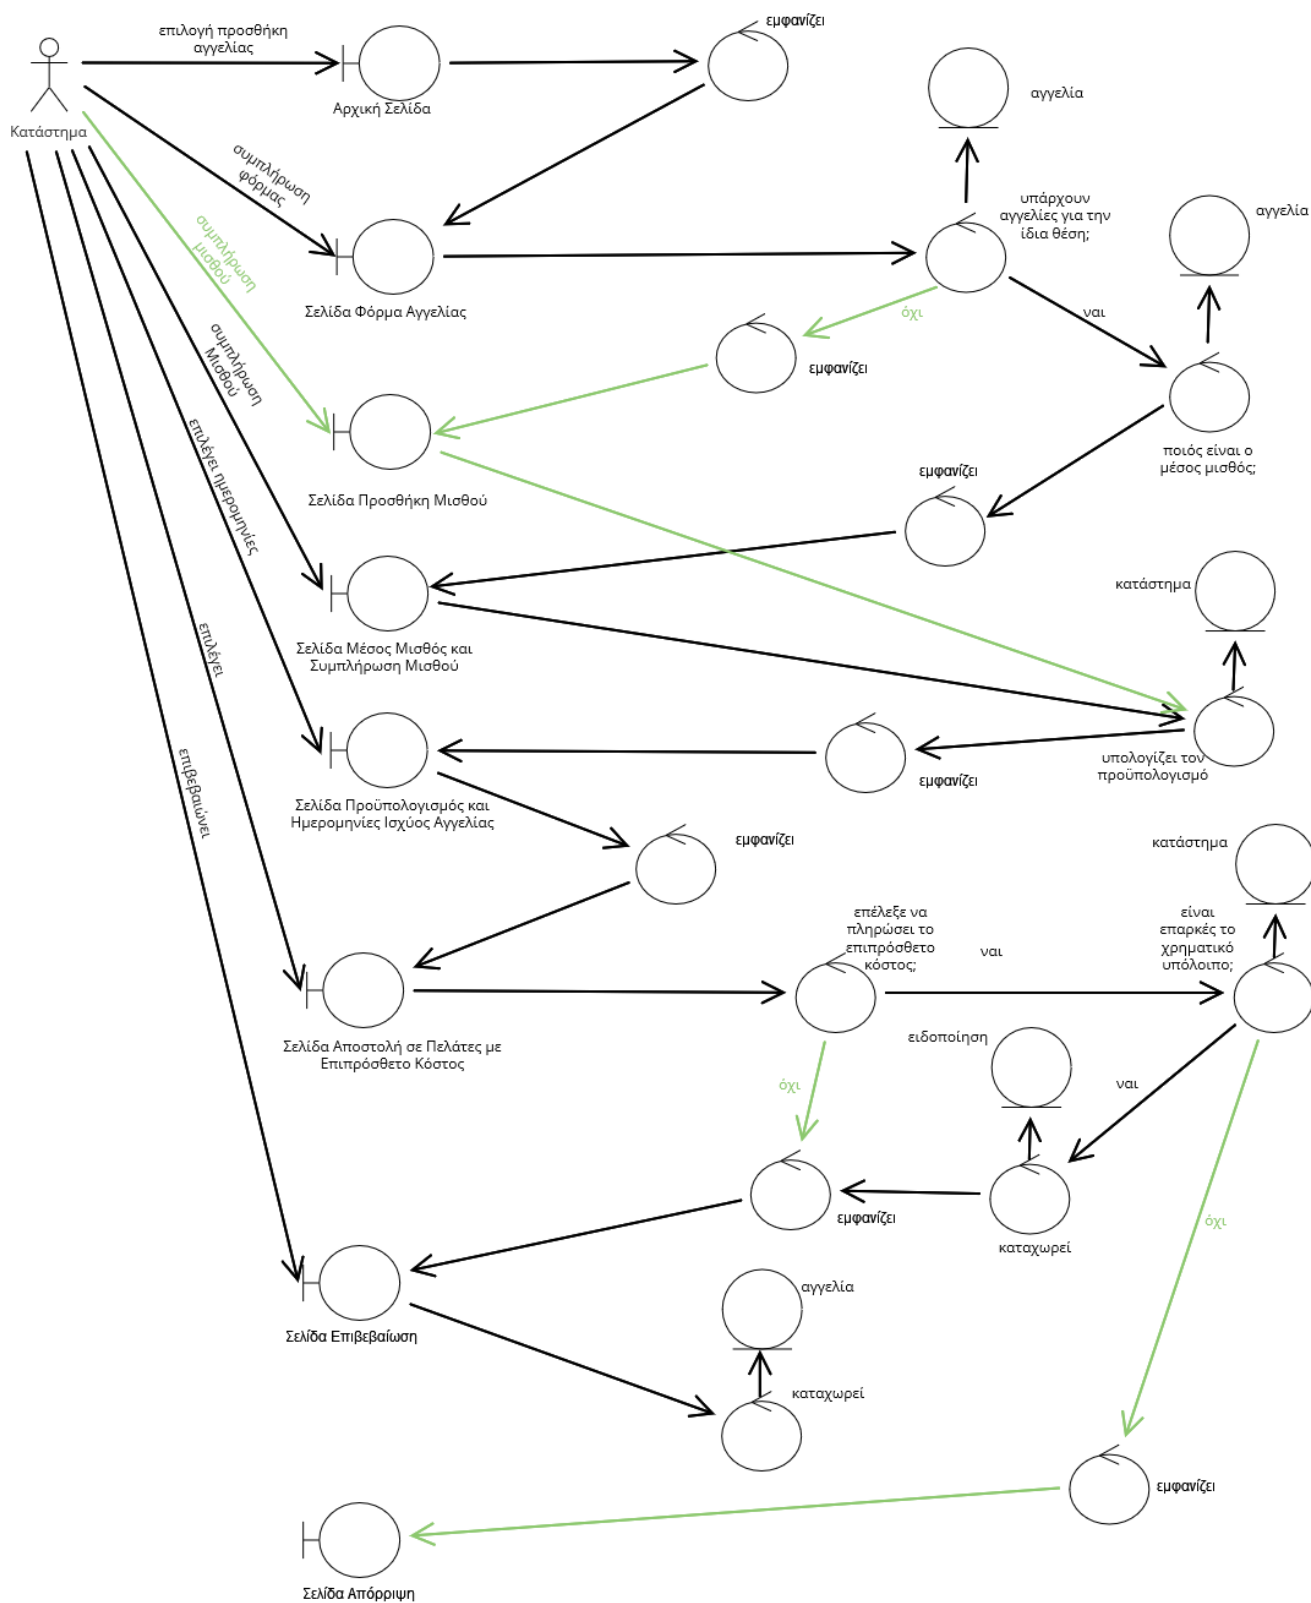 επιλογή προσθήκη
αγγελίας
εμφανίζει
Κατάστημα
Αρχική Σελίδα
αγγελία
συμπλήρωση
φόρμας
υπάρχουν
αγγελίες για την
ίδια θέση;
αγγελία
συμπλήρωση
μισθού
Σελίδα Φόρμα Αγγελίας
όχι
ναι
εμφανίζει
συμπλήρωση
Μισθού
ποιός είναι ο
μέσος μισθός;
επιλέγει ημερομηνίες
εμφανίζει
Σελίδα Προσθήκη Μισθού
κατάστημα
επιλέγει
Σελίδα Μέσος Μισθός και
Συμπλήρωση Μισθού
υπολογίζει τον
προϋπολογισμό
εμφανίζει
επιβεβαιώνει
Σελίδα Προϋπολογισμός και
Ημερομηνίες Ισχύος Αγγελίας
εμφανίζει
κατάστημα
επέλεξε να
πληρώσει το
επιπρόσθετο
κόστος;
ναι
είναι
επαρκές το
χρηματικό
υπόλοιπο;
Σελίδα Αποστολή σε Πελάτες με
Επιπρόσθετο Κόστος
ειδοποίηση
όχι
ναι
εμφανίζει
όχι
καταχωρεί
αγγελία
Σελίδα Επιβεβαίωση
καταχωρεί
εμφανίζει
Σελίδα Απόρριψη